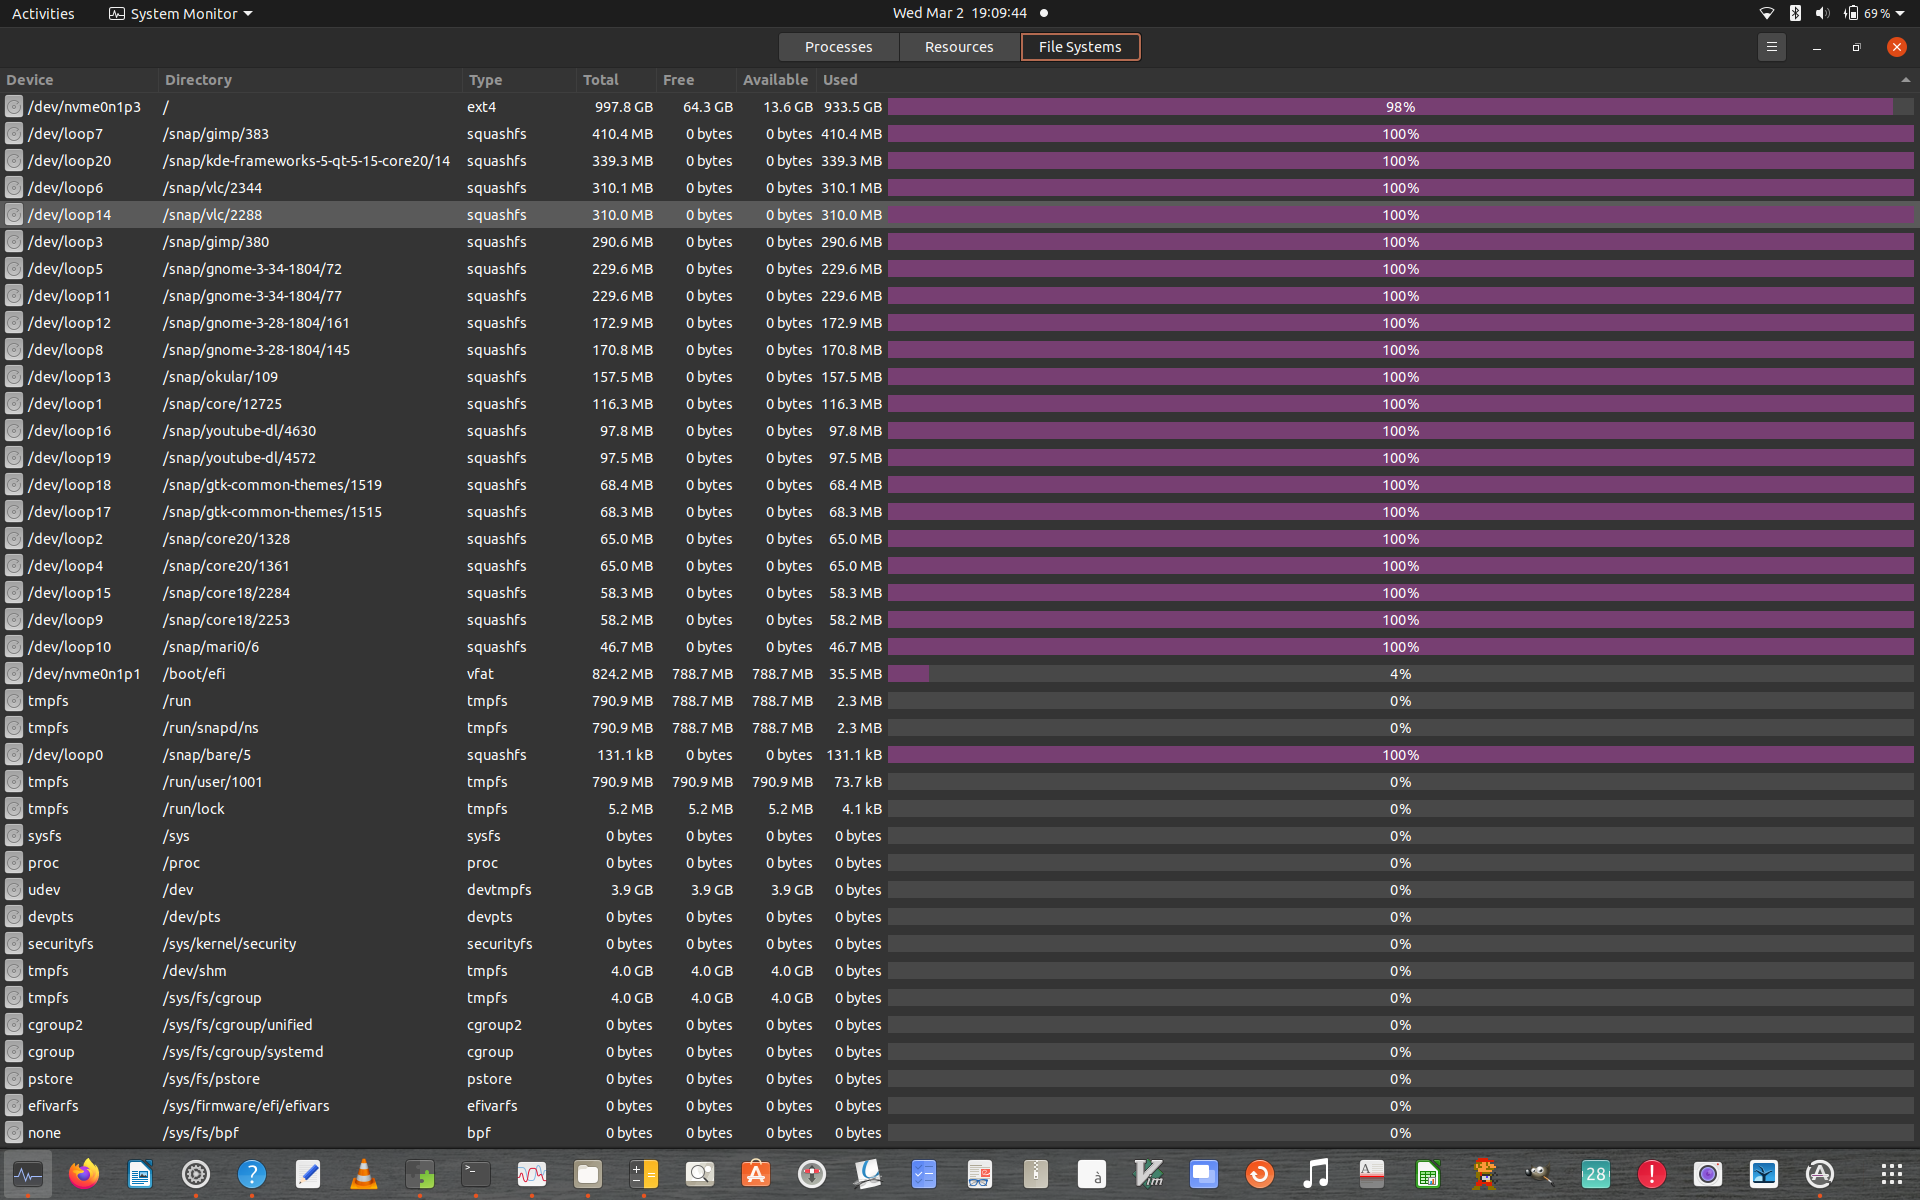 Activities System Monitor Wed Mar 2 19:09:44 69 %
Processes Resources File Systems
Device Directory Type Total Free Available Used
/dev/nvme0n1p3 / ext4 997.8 GB 64.3 GB 13.6 GB 933.5 GB 98%
/dev/loop7 /snap/gimp/383 squashfs 410.4 MB 0 bytes 0 bytes 410.4 MB 100%
/dev/loop20 /snap/kde-frameworks-5-qt-5-15-core20/14 squashfs 339.3 MB 0 bytes 0 bytes 339.3 MB 100%
/dev/loop6 /snap/vlc/2344 squashfs 310.1 MB 0 bytes 0 bytes 310.1 MB 100%
/dev/loop14 /snap/vlc/2288 squashfs 310.0 MB 0 bytes 0 bytes 310.0 MB 100%
/dev/loop3 /snap/gimp/380 squashfs 290.6 MB 0 bytes 0 bytes 290.6 MB 100%
/dev/loop5 /snap/gnome-3-34-1804/72 squashfs 229.6 MB 0 bytes 0 bytes 229.6 MB 100%
/dev/loop11 /snap/gnome-3-34-1804/77 squashfs 229.6 MB 0 bytes 0 bytes 229.6 MB 100%
/dev/loop12 /snap/gnome-3-28-1804/161 squashfs 172.9 MB 0 bytes 0 bytes 172.9 MB 100%
/dev/loop8 /snap/gnome-3-28-1804/145 squashfs 170.8 MB 0 bytes 0 bytes 170.8 MB 100%
/dev/loop13 /snap/okular/109 squashfs 157.5 MB 0 bytes 0 bytes 157.5 MB 100%
/dev/loop1 /snap/core/12725 squashfs 116.3 MB 0 bytes 0 bytes 116.3 MB 100%
/dev/loop16 /snap/youtube-dl/4630 squashfs 97.8 MB 0 bytes 0 bytes 97.8 MB 100%
/dev/loop19 /snap/youtube-dl/4572 squashfs 97.5 MB 0 bytes 0 bytes 97.5 MB 100%
/dev/loop18 /snap/gtk-common-themes/1519 squashfs 68.4 MB 0 bytes 0 bytes 68.4 MB 100%
/dev/loop17 /snap/gtk-common-themes/1515 squashfs 68.3 MB 0 bytes 0 bytes 68.3 MB 100%
/dev/loop2 /snap/core20/1328 squashfs 65.0 MB 0 bytes 0 bytes 65.0 MB 100%
/dev/loop4 /snap/core20/1361 squashfs 65.0 MB 0 bytes 0 bytes 65.0 MB 100%
/dev/loop15 /snap/core18/2284 squashfs 58.3 MB 0 bytes 0 bytes 58.3 MB 100%
/dev/loop9 /snap/core18/2253 squashfs 58.2 MB 0 bytes 0 bytes 58.2 MB 100%
/dev/loop10 /snap/mari0/6 squashfs 46.7 MB 0 bytes 0 bytes 46.7 MB 100%
/dev/nvme0n1p1 /boot/efi vfat 824.2 MB 788.7 MB 788.7 MB 35.5 MB 4%
tmpfs /run tmpfs 790.9 MB 788.7 MB 788.7 MB 2.3 MB 0%
tmpfs /run/snapd/ns tmpfs 790.9 MB 788.7 MB 788.7 MB 2.3 MB 0%
/dev/loop0 /snap/bare/5 squashfs 131.1 kB 0 bytes 0 bytes 131.1 kB 100%
tmpfs /run/user/1001 tmpfs 790.9 MB 790.9 MB 790.9 MB 73.7 kB 0%
tmpfs /run/lock tmpfs 5.2 MB 5.2 MB 5.2 MB 4.1 kB 0%
sysfs /sys sysfs 0 bytes 0 bytes 0 bytes 0 bytes 0%
proc /proc proc 0 bytes 0 bytes 0 bytes 0 bytes 0%
udev /dev devtmpfs 3.9 GB 3.9 GB 3.9 GB 0 bytes 0%
devpts /dev/pts devpts 0 bytes 0 bytes 0 bytes 0 bytes 0%
securityfs /sys/kernel/security securityfs 0 bytes 0 bytes 0 bytes 0 bytes 0%
tmpfs /dev/shm tmpfs 4.0 GB 4.0 GB 4.0 GB 0 bytes 0%
tmpfs /sys/fs/cgroup tmpfs 4.0 GB 4.0 GB 4.0 GB 0 bytes 0%
cgroup2 /sys/fs/cgroup/unified cgroup2 0 bytes 0 bytes 0 bytes 0 bytes 0%
cgroup /sys/fs/cgroup/systemd cgroup 0 bytes 0 bytes 0 bytes 0 bytes 0%
pstore /sys/fs/pstore pstore 0 bytes 0 bytes 0 bytes 0 bytes 0%
efivarfs /sys/firmware/efi/efivars efivarfs 0 bytes 0 bytes 0 bytes 0 bytes 0%
none /sys/fs/bpf bpf 0 bytes 0 bytes 0 bytes 0 bytes 0%
à Vim 28